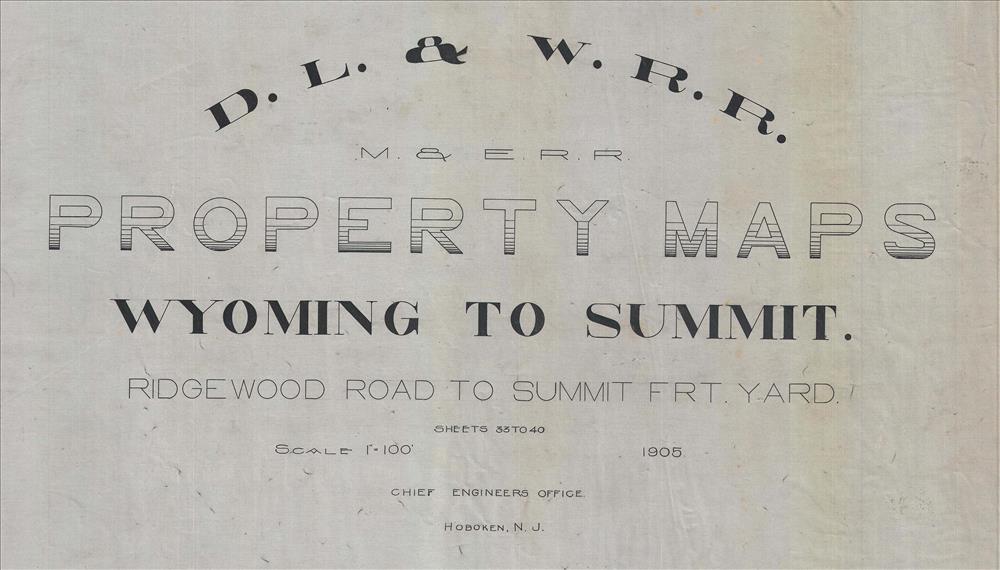 D. L. & W. R. R.
M. & E. R. R.
PROPERTY MAPS
WYOMING TO SUMMIT.
RIDGEWOOD ROAD TO SUMMIT FRT. YARD.
SHEETS 33 TO 40
SCALE 1"=100' 1905.
CHIEF ENGINEERS OFFICE.
HOBOKEN, N. J.